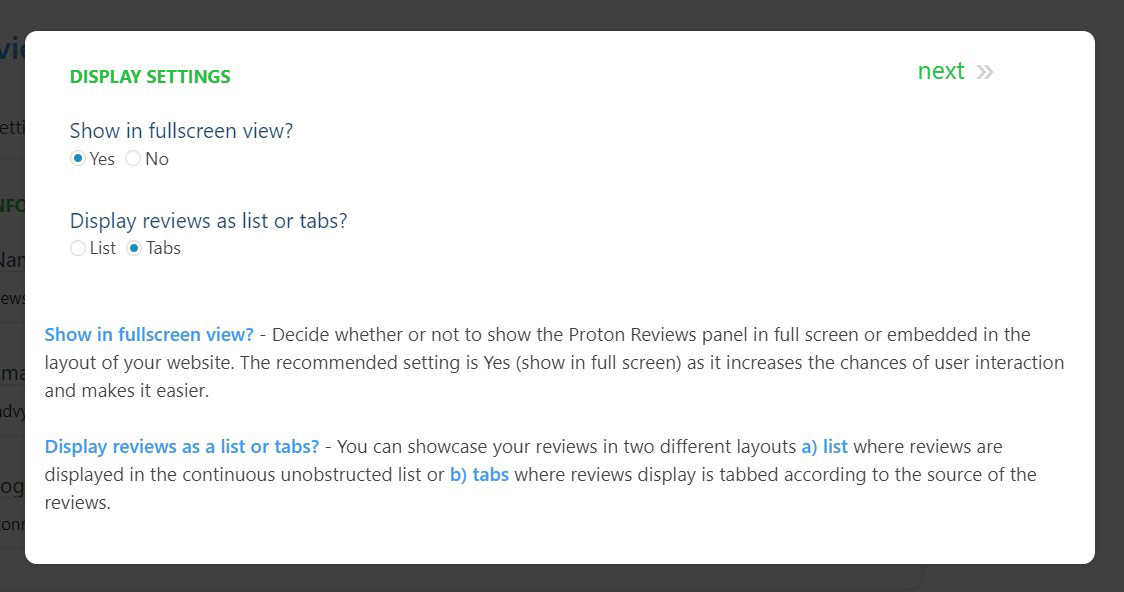 DISPLAY SETTINGS
next »
Show in fullscreen view?
Yes No
Display reviews as list or tabs?
List Tabs
Show in fullscreen view? - Decide whether or not to show the Proton Reviews panel in full screen or embedded in the
layout of your website. The recommended setting is Yes (show in full screen) as it increases the chances of user interaction
and makes it easier.
Display reviews as a list or tabs? - You can showcase your reviews in two different layouts a) list where reviews are
displayed in the continuous unobstructed list or b) tabs where reviews display is tabbed according to the source of the
reviews.